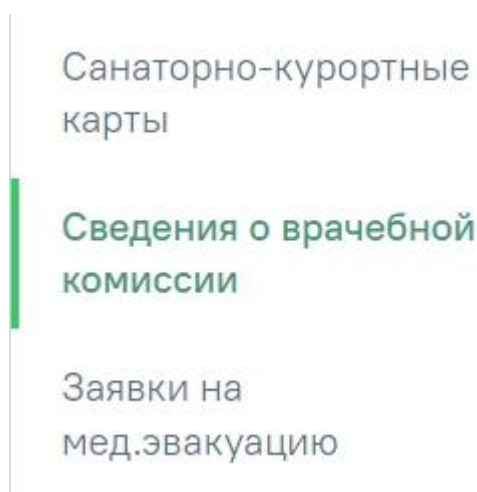 Санаторно-курортные
карты
Сведения о врачебной
комиссии
Заявки на
мед.эвакуацию